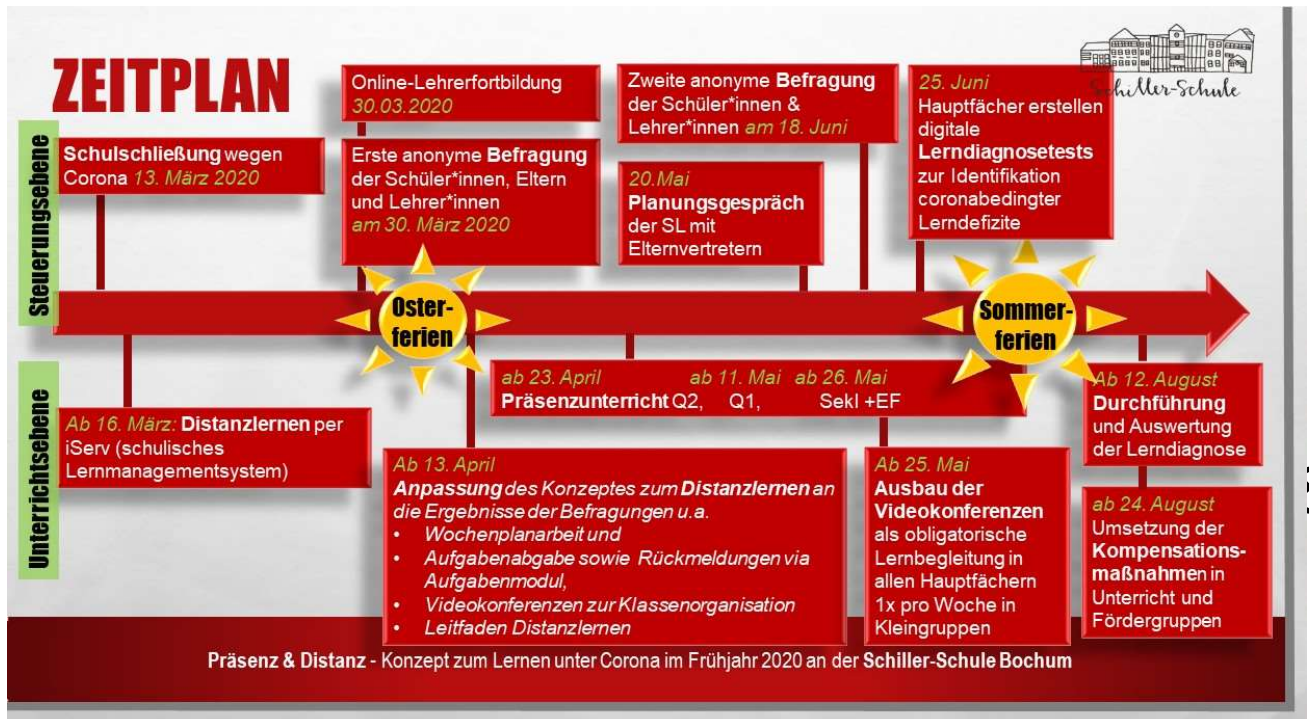 ZEITPLAN
Schiller-Schule
Steuerungsebene
Schulschließung wegen
Corona 13. März 2020
Online-Lehrerfortbildung
30.03.2020
Erste anonyme Befragung
der Schüler*innen, Eltern
und Lehrer*innen
am 30. März 2020
Zweite anonyme Befragung
der Schüler*innen &
Lehrer*innen am 18. Juni
20.Mai
Planungsgespräch
der SL mit
Elternvertretern
25. Juni
Hauptfächer erstellen
digitale
Lerndiagnosetests
zur Identifikation
coronabedingter
Lerndefizite
Oster-
ferien
Sommer-
ferien
Unterrichtsebene
Ab 16. März: Distanzlernen per
iServ (schulisches
Lernmanagementsystem)
ab 23. April ab 11. Mai ab 26. Mai
Präsenzunterricht Q2, Q1, SekI +EF
Ab 13. April
Anpassung des Konzeptes zum Distanzlernen an
die Ergebnisse der Befragungen u.a.
• Wochenplanarbeit und
• Aufgabenabgabe sowie Rückmeldungen via
Aufgabenmodul,
• Videokonferenzen zur Klassenorganisation
• Leitfaden Distanzlernen
Ab 25. Mai
Ausbau der
Videokonferenzen
als obligatorische
Lernbegleitung in
allen Hauptfächern
1x pro Woche in
Kleingruppen
Ab 12. August
Durchführung
und Auswertung
der Lerndiagnose
ab 24. August
Umsetzung der
Kompensations-
maßnahmen in
Unterricht und
Fördergruppen
Präsenz & Distanz - Konzept zum Lernen unter Corona im Frühjahr 2020 an der Schiller-Schule Bochum